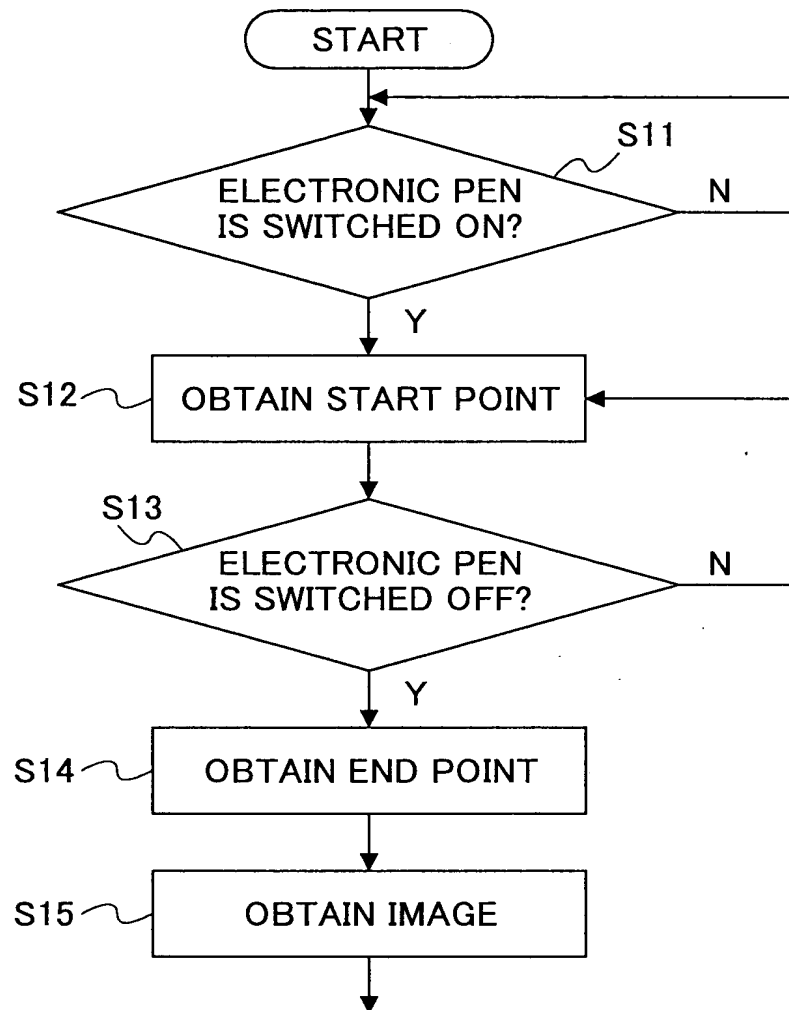 START
S11
ELECTRONIC PEN
IS SWITCHED ON?
N
Y
S12
OBTAIN START POINT
S13
ELECTRONIC PEN
IS SWITCHED OFF?
N
Y
S14
OBTAIN END POINT
S15
OBTAIN IMAGE